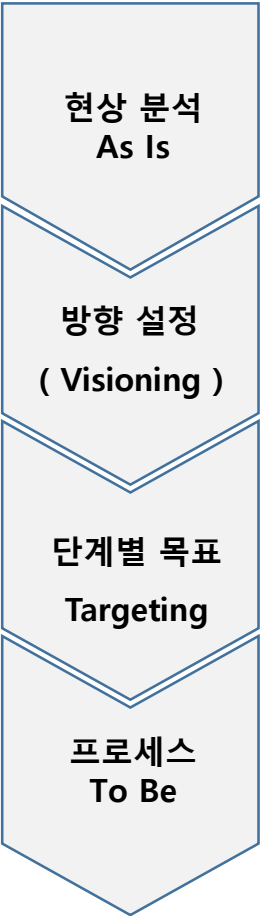 현상 분석
As Is
방향 설정
( Visioning )
단계별 목표
Targeting
프로세스
To Be